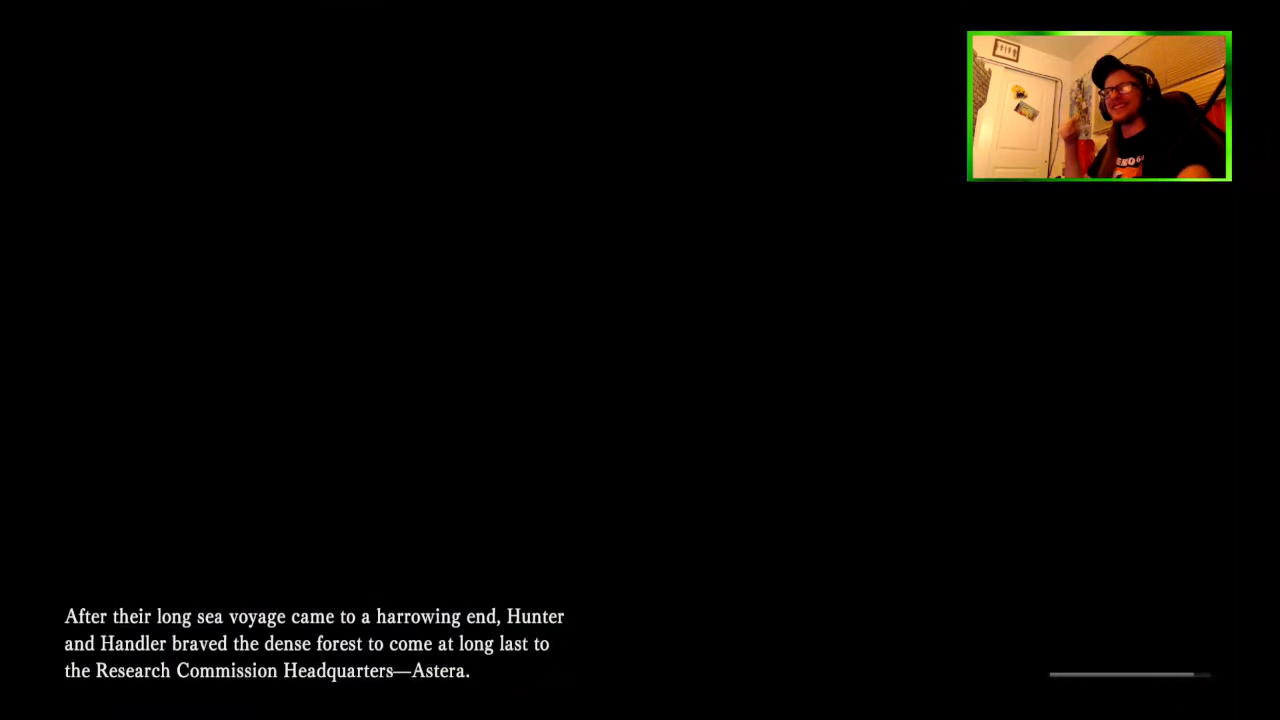 After their long sea voyage came to a harrowing end, Hunter
and Handler braved the dense forest to come at long last to
the Research Commission Headquarters—Astera.